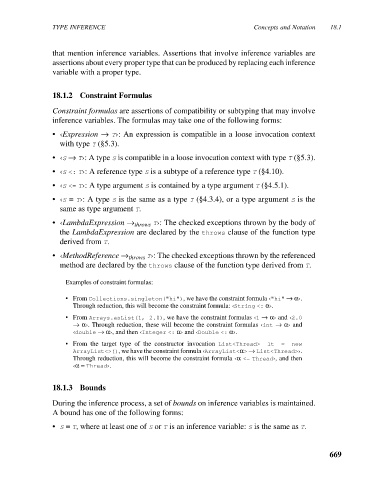 TYPE INFERENCE Concepts and Notation 18.1
that mention inference variables. Assertions that involve inference variables are
assertions about every proper type that can be produced by replacing each inference
variable with a proper type.
18.1.2 Constraint Formulas
Constraint formulas are assertions of compatibility or subtyping that may involve
inference variables. The formulas may take one of the following forms:
• ‹Expression → T›: An expression is compatible in a loose invocation context
with type T (§5.3).
• ‹S → T›: A type S is compatible in a loose invocation context with type T (§5.3).
• ‹S <: T›: A reference type S is a subtype of a reference type T (§4.10).
• ‹S <= T›: A type argument S is contained by a type argument T (§4.5.1).
• ‹S = T›: A type S is the same as a type T (§4.3.4), or a type argument S is the
same as type argument T.
• ‹LambdaExpression →throws T›: The checked exceptions thrown by the body of
the LambdaExpression are declared by the throws clause of the function type
derived from T.
• ‹MethodReference →throws T›: The checked exceptions thrown by the referenced
method are declared by the throws clause of the function type derived from T.
Examples of constraint formulas:
• From Collections.singleton("hi"), we have the constraint formula ‹"hi" → α›.
Through reduction, this will become the constraint formula: ‹String <: α›.
• From Arrays.asList(1, 2.0), we have the constraint formulas ‹1 → α› and ‹2.0
→ α›. Through reduction, these will become the constraint formulas ‹int → α› and
‹double → α›, and then ‹Integer <: α› and ‹Double <: α›.
• From the target type of the constructor invocation List<Thread> lt = new
ArrayList<>(), we have the constraint formula ‹ArrayList<α> → List<Thread>›.
Through reduction, this will become the constraint formula ‹α <= Thread›, and then
‹α = Thread›.
18.1.3 Bounds
During the inference process, a set of bounds on inference variables is maintained.
A bound has one of the following forms:
• S = T, where at least one of S or T is an inference variable: S is the same as T.
669